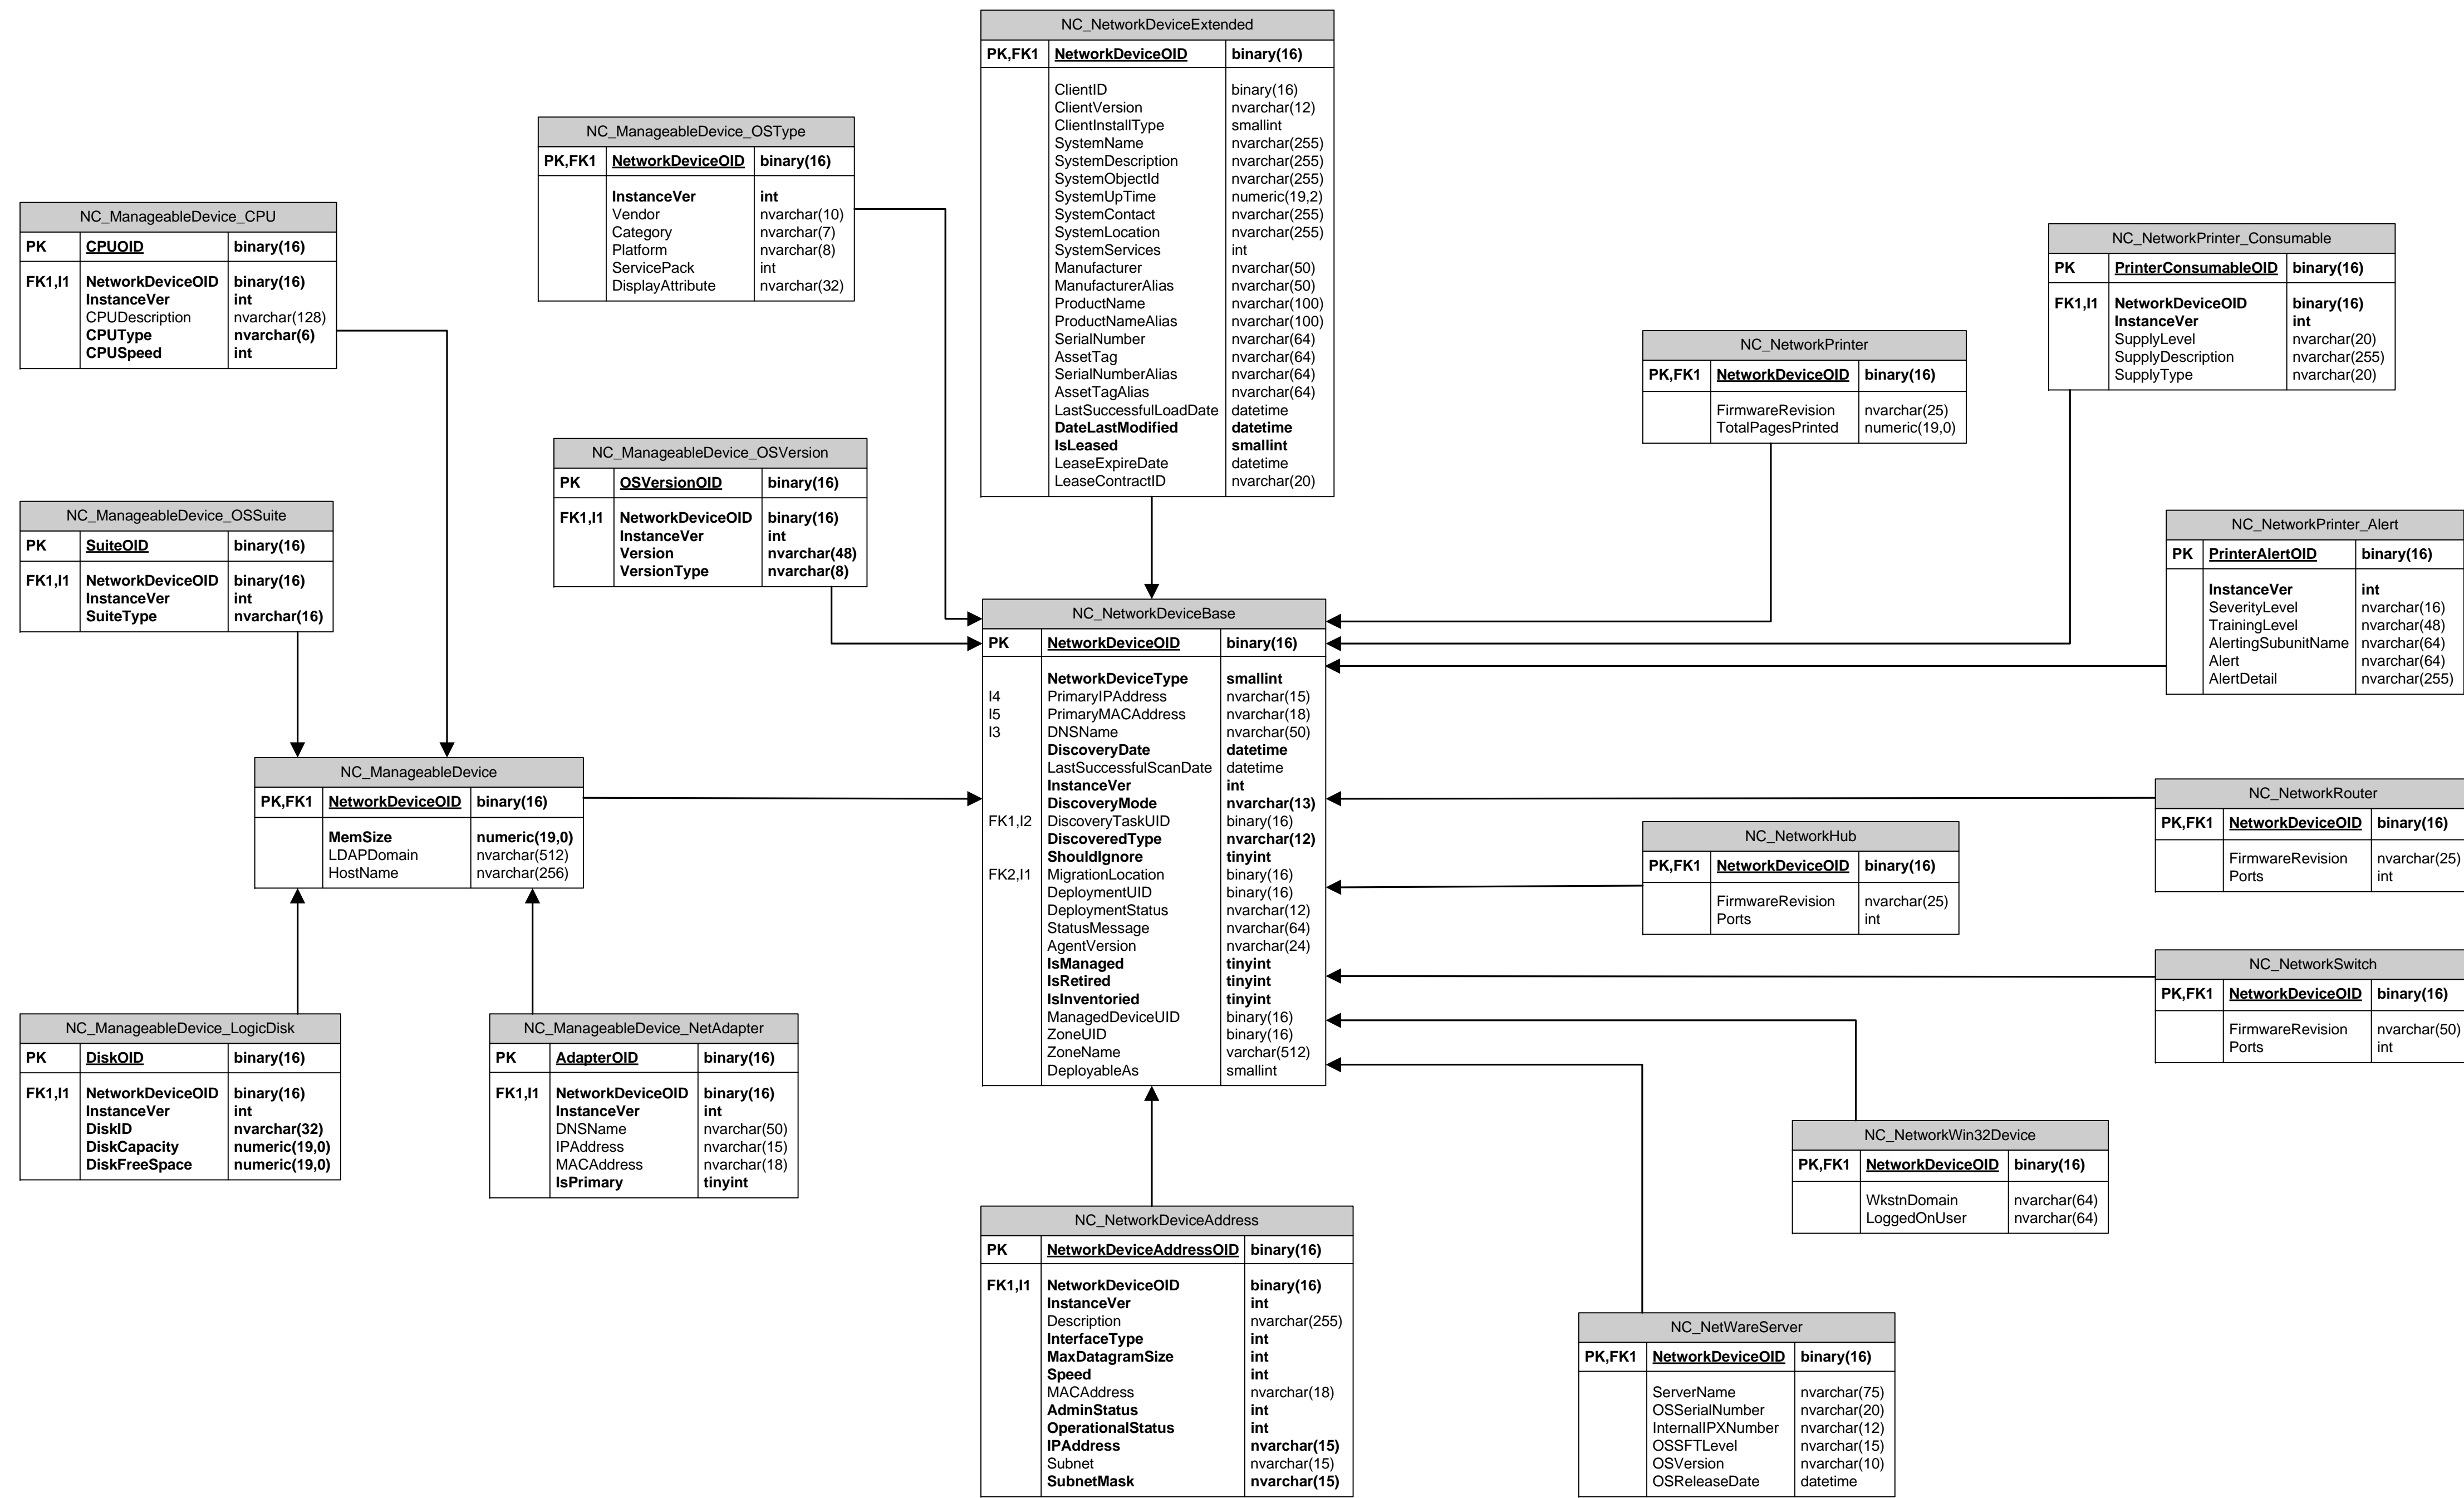 NC_NetworkDeviceExtended
PK,FK1 NetworkDeviceOID binary(16)
ClientID binary(16)
ClientVersion nvarchar(12)
ClientInstallType smallint
SystemName nvarchar(255)
SystemDescription nvarchar(255)
SystemObjectId nvarchar(255)
SystemUpTime numeric(19,2)
SystemContact nvarchar(255)
SystemLocation nvarchar(255)
SystemServices int
Manufacturer nvarchar(50)
ManufacturerAlias nvarchar(50)
ProductName nvarchar(100)
ProductNameAlias nvarchar(100)
SerialNumber nvarchar(64)
AssetTag nvarchar(64)
SerialNumberAlias nvarchar(64)
AssetTagAlias nvarchar(64)
LastSuccessfulLoadDate datetime
DateLastModified datetime
IsLeased smallint
LeaseExpireDate datetime
LeaseContractID nvarchar(20)
NC_ManageableDevice_OSType
PK,FK1 NetworkDeviceOID binary(16)
InstanceVer int
Vendor nvarchar(10)
Category nvarchar(7)
Platform nvarchar(8)
ServicePack int
DisplayAttribute nvarchar(32)
NC_ManageableDevice_CPU
PK CPUOID binary(16)
FK1,I1 NetworkDeviceOID binary(16)
InstanceVer int
CPUDescription nvarchar(128)
CPUType nvarchar(6)
CPUSpeed int
NC_NetworkPrinter_Consumable
PK PrinterConsumableOID binary(16)
FK1,I1 NetworkDeviceOID binary(16)
InstanceVer int
SupplyLevel nvarchar(20)
SupplyDescription nvarchar(255)
SupplyType nvarchar(20)
NC_NetworkPrinter
PK,FK1 NetworkDeviceOID binary(16)
FirmwareRevision nvarchar(25)
TotalPagesPrinted numeric(19,0)
NC_ManageableDevice_OSVersion
PK OSVersionOID binary(16)
FK1,I1 NetworkDeviceOID binary(16)
InstanceVer int
Version nvarchar(48)
VersionType nvarchar(8)
NC_ManageableDevice_OSSuite
PK SuiteOID binary(16)
FK1,I1 NetworkDeviceOID binary(16)
InstanceVer int
SuiteType nvarchar(16)
NC_NetworkPrinter_Alert
PK PrinterAlertOID binary(16)
InstanceVer int
SeverityLevel nvarchar(16)
TrainingLevel nvarchar(48)
AlertingSubunitName nvarchar(64)
Alert nvarchar(64)
AlertDetail nvarchar(255)
NC_NetworkDeviceBase
PK NetworkDeviceOID binary(16)
NetworkDeviceType smallint
I4 PrimaryIPAddress nvarchar(15)
I5 PrimaryMACAddress nvarchar(18)
I3 DNSName nvarchar(50)
DiscoveryDate datetime
LastSuccessfulScanDate datetime
InstanceVer int
DiscoveryMode nvarchar(13)
FK1,I2 DiscoveryTaskUID binary(16)
DiscoveredType nvarchar(12)
ShouldIgnore tinyint
FK2,I1 MigrationLocation binary(16)
DeploymentUID binary(16)
DeploymentStatus nvarchar(12)
StatusMessage nvarchar(64)
AgentVersion nvarchar(24)
IsManaged tinyint
IsRetired tinyint
IsInventoried tinyint
ManagedDeviceUID binary(16)
ZoneUID binary(16)
ZoneName varchar(512)
DeployableAs smallint
NC_ManageableDevice
PK,FK1 NetworkDeviceOID binary(16)
MemSize numeric(19,0)
LDAPDomain nvarchar(512)
HostName nvarchar(256)
NC_NetworkRouter
PK,FK1 NetworkDeviceOID binary(16)
FirmwareRevision nvarchar(25)
Ports int
NC_NetworkHub
PK,FK1 NetworkDeviceOID binary(16)
FirmwareRevision nvarchar(25)
Ports int
NC_NetworkSwitch
PK,FK1 NetworkDeviceOID binary(16)
FirmwareRevision nvarchar(50)
Ports int
NC_ManageableDevice_LogicDisk
PK DiskOID binary(16)
FK1,I1 NetworkDeviceOID binary(16)
InstanceVer int
DiskID nvarchar(32)
DiskCapacity numeric(19,0)
DiskFreeSpace numeric(19,0)
NC_ManageableDevice_NetAdapter
PK AdapterOID binary(16)
FK1,I1 NetworkDeviceOID binary(16)
InstanceVer int
DNSName nvarchar(50)
IPAddress nvarchar(15)
MACAddress nvarchar(18)
IsPrimary tinyint
NC_NetworkWin32Device
PK,FK1 NetworkDeviceOID binary(16)
WkstnDomain nvarchar(64)
LoggedOnUser nvarchar(64)
NC_NetworkDeviceAddress
PK NetworkDeviceAddressOID binary(16)
FK1,I1 NetworkDeviceOID binary(16)
InstanceVer int
Description nvarchar(255)
InterfaceType int
MaxDatagramSize int
Speed int
MACAddress nvarchar(18)
AdminStatus int
OperationalStatus int
IPAddress nvarchar(15)
Subnet nvarchar(15)
SubnetMask nvarchar(15)
NC_NetWareServer
PK,FK1 NetworkDeviceOID binary(16)
ServerName nvarchar(75)
OSSerialNumber nvarchar(20)
InternalIPXNumber nvarchar(12)
OSSFTLevel nvarchar(15)
OSVersion nvarchar(10)
OSReleaseDate datetime